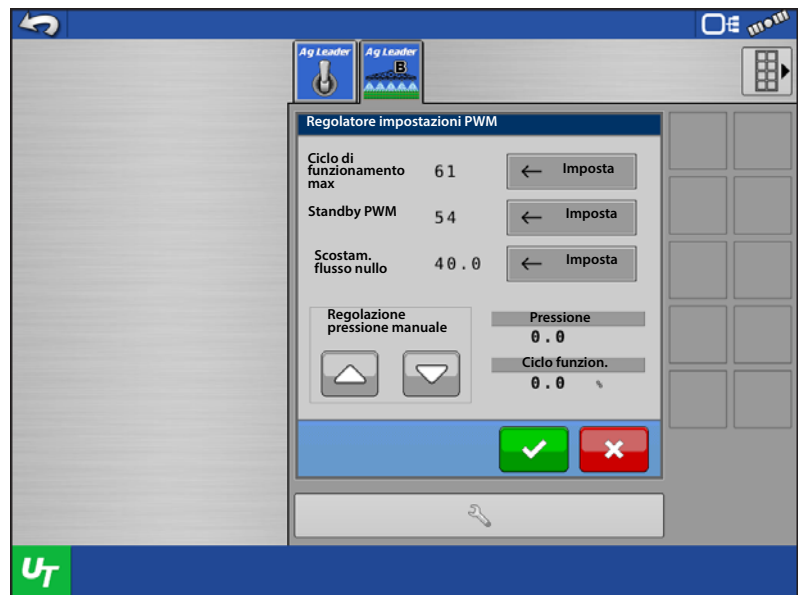 Ag Leader
Ag Leader
B
Regolatore impostazioni PWM
Ciclo di
funzionamento
max
61
Imposta
Standby PWM
54
Imposta
Scostam.
flusso nullo
40.0
Imposta
Regolazione
pressione manuale
Pressione
0.0
Ciclo funzion.
0.0 %
UT